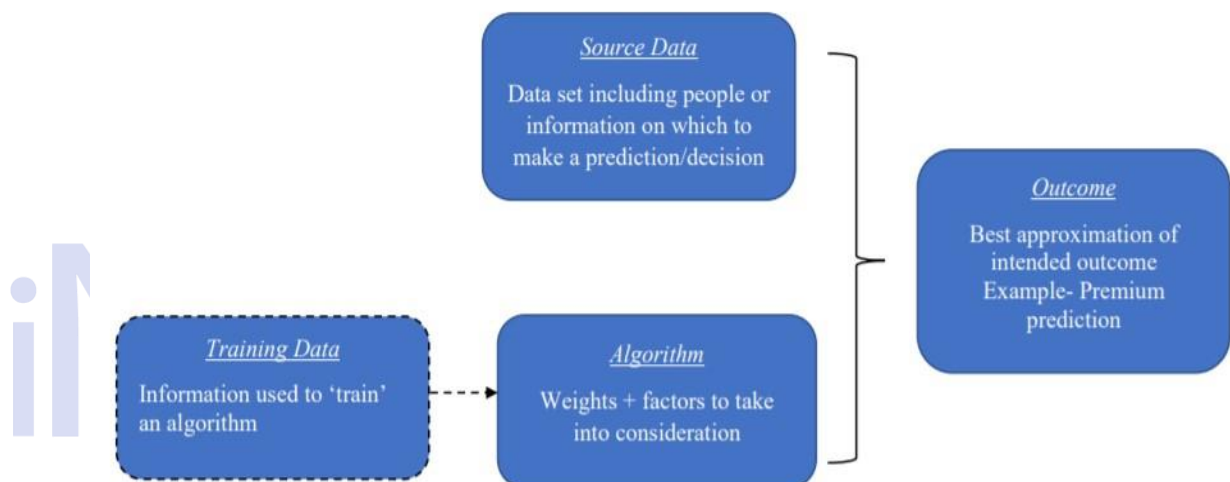 Source Data
Data set including people or
information on which to
make a prediction/decision
Outcome
Best approximation of
intended outcome
Example- Premium
prediction
Training Data
Information used to ‘train’
an algorithm
Algorithm
Weights + factors to take
into consideration